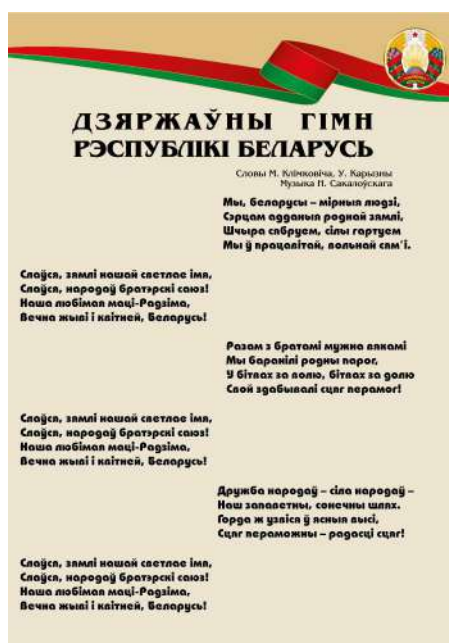 ДЗЯРЖАЎНЫ ГІМН
РЭСПУБЛІКІ БЕЛАРУСЬ
Словы М. Клімковіча, У. Карызны
Музыка Н. Сакалоўскага
Мы, беларусы – мірныя людзі,
Сэрцам адданыя роднай зямлі,
Шчыра сябруем, сілы гартуем
Мы ў працавітай, вольнай сям'і.
Слаўся, зямлі нашай светлае імя,
Слаўся, народаў братэрскі саюз!
Наша любімая маці-Радзіма,
Вечна жыві і квітней, Беларусь!
Разам з братамі мужна вякамі
Мы баранілі родны парог,
У бітвах за волю, бітвах за долю
Свой здабывалі сцяг перамог!
Слаўся, зямлі нашай светлае імя,
Слаўся, народаў братэрскі саюз!
Наша любімая маці-Радзіма,
Вечна жыві і квітней, Беларусь!
Дружба народаў – сіла народаў –
Наш запаветны, сонечны шлях.
Горда ж узвіся ў ясныя высі,
Сцяг пераможны – радасці сцяг!
Слаўся, зямлі нашай светлае імя,
Слаўся, народаў братэрскі саюз!
Наша любімая маці-Радзіма,
Вечна жыві і квітней, Беларусь!